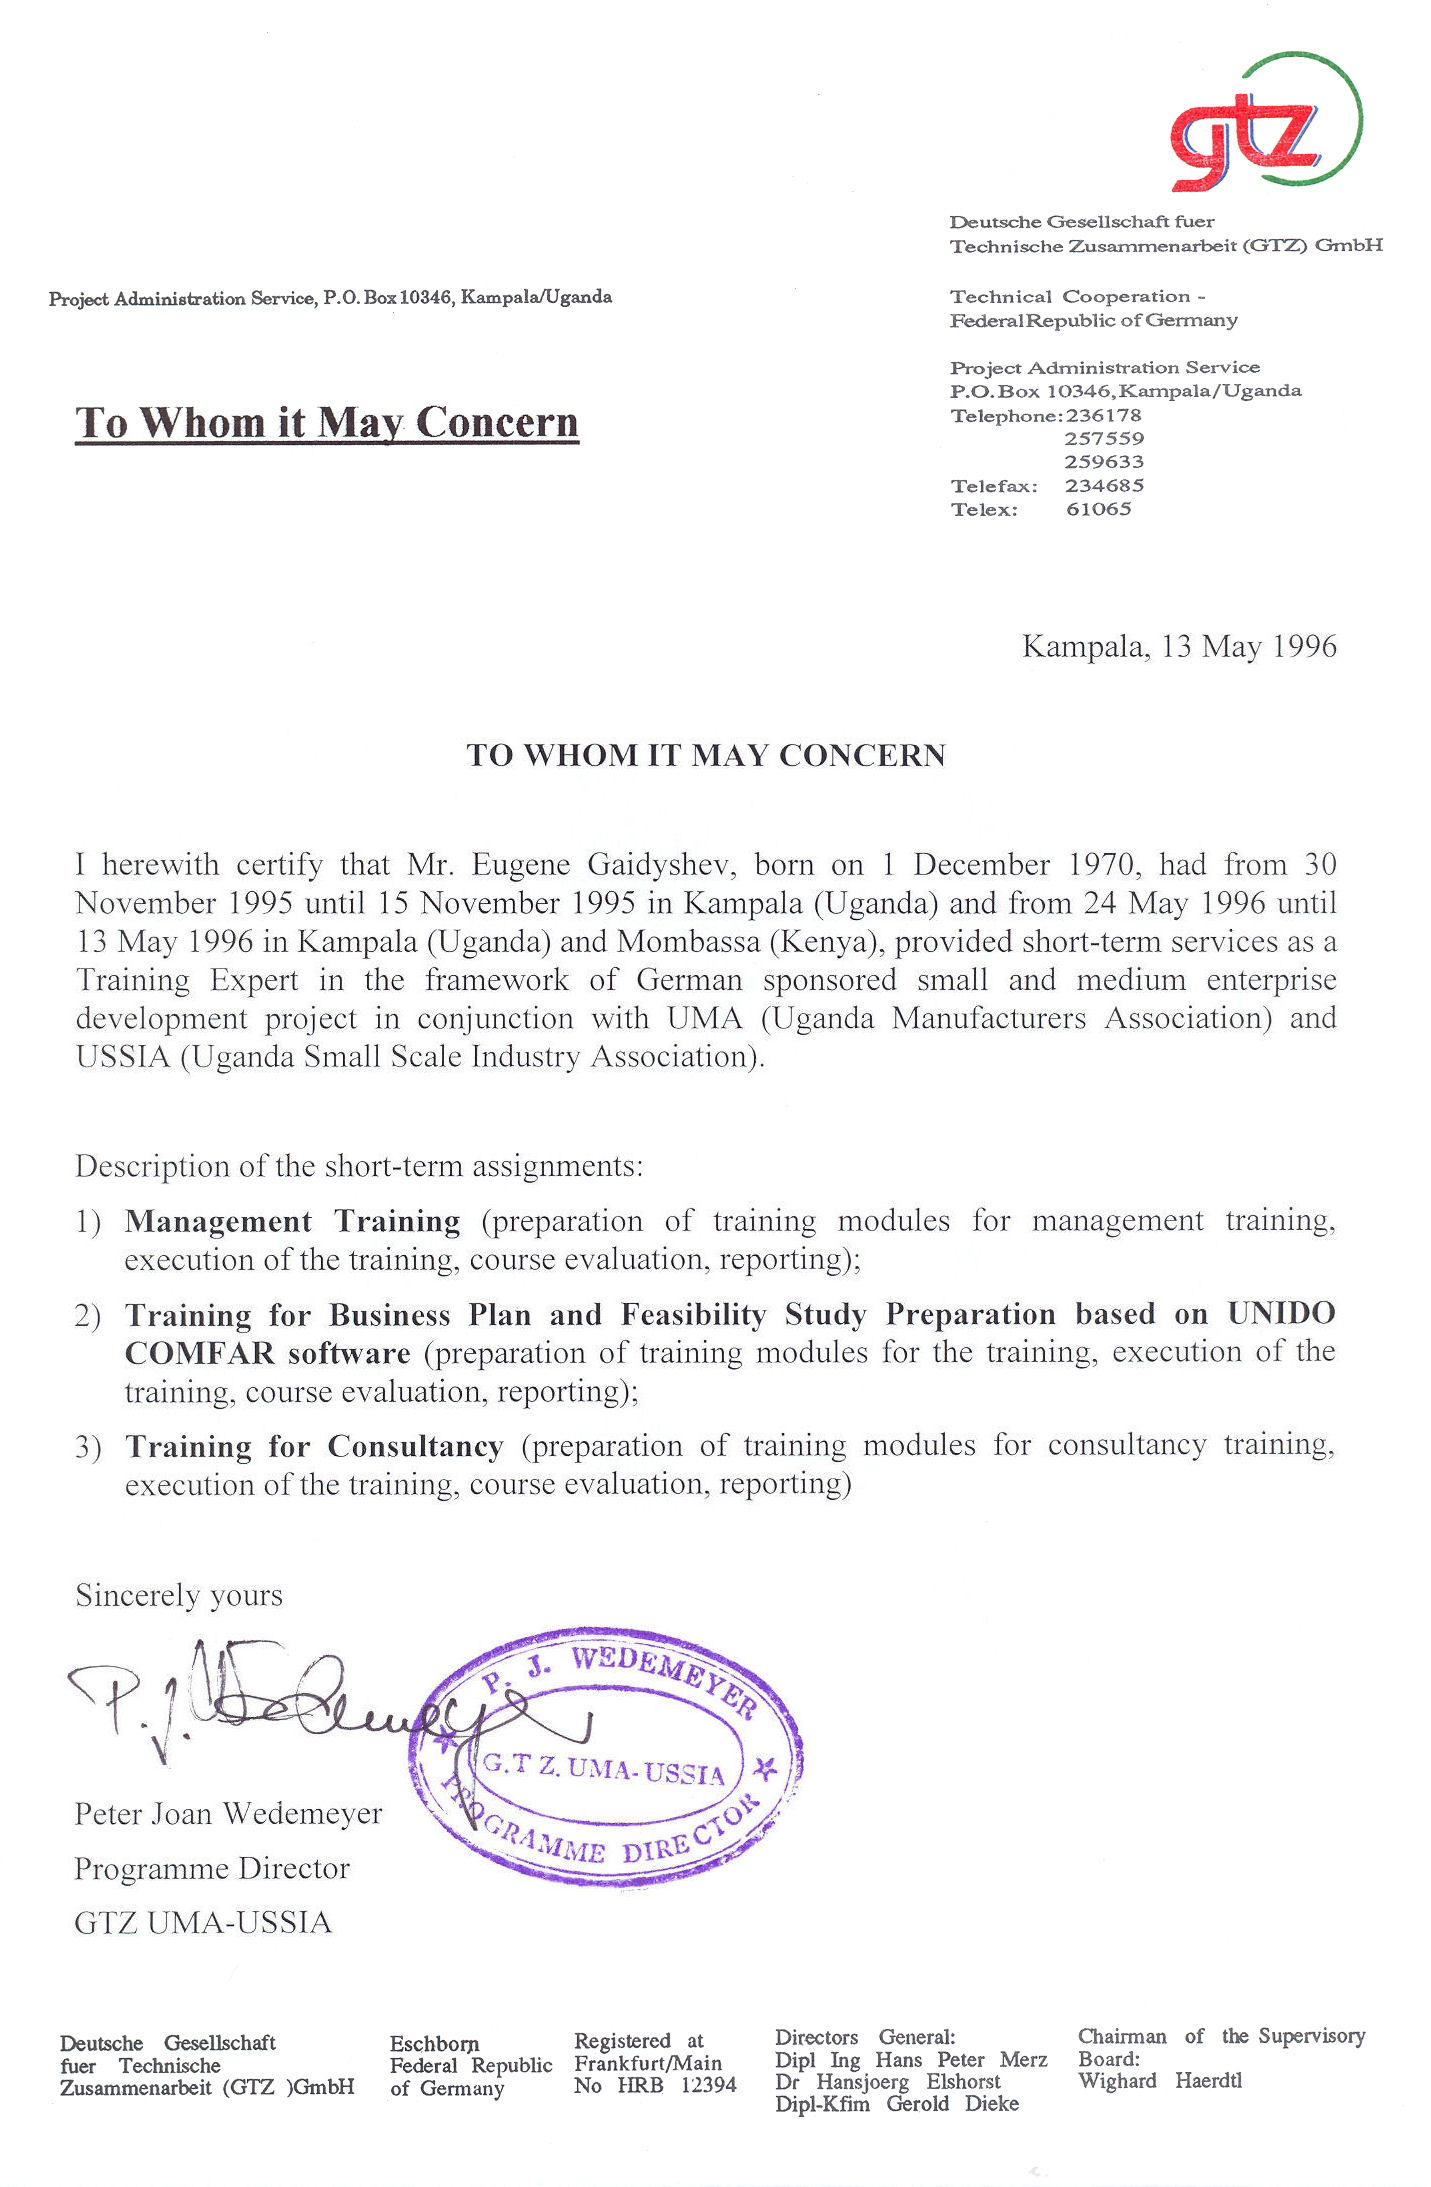 gtz
Deutsche Gesellschaft fuer
Technische Zusammenarbeit (GTZ) GmbH
Project Administration Service, P.O. Box 10346, Kampala/Uganda
Technical Cooperation -
Federal Republic of Germany
Project Administration Service
P.O. Box 10346, Kampala/Uganda
Telephone: 236178
257559
259633
Telefax: 234685
Telex: 61065
To Whom it May Concern
Kampala, 13 May 1996
TO WHOM IT MAY CONCERN
I herewith certify that Mr. Eugene Gaidyshev, born on 1 December 1970, had from 30
November 1995 until 15 November 1995 in Kampala (Uganda) and from 24 May 1996 until
13 May 1996 in Kampala (Uganda) and Mombassa (Kenya), provided short-term services as a
Training Expert in the framework of German sponsored small and medium enterprise
development project in conjunction with UMA (Uganda Manufacturers Association) and
USSIA (Uganda Small Scale Industry Association).
Description of the short-term assignments:
1) Management Training (preparation of training modules for management training,
execution of the training, course evaluation, reporting);
2) Training for Business Plan and Feasibility Study Preparation based on UNIDO
COMFAR software (preparation of training modules for the training, execution of the
training, course evaluation, reporting);
3) Training for Consultancy (preparation of training modules for consultancy training,
execution of the training, course evaluation, reporting)
Sincerely yours
P.J. Wedemeyer
P. J. WEDEMEYER
G.T Z. UMA-USSIA
PROGRAMME DIRECTOR
Peter Joan Wedemeyer
Programme Director
GTZ UMA-USSIA
Deutsche Gesellschaft
fuer Technische
Zusammenarbeit (GTZ )GmbH
Eschborn
Federal Republic
of Germany
Registered at
Frankfurt/Main
No HRB 12394
Directors General:
Dipl Ing Hans Peter Merz
Dr Hansjoerg Elshorst
Dipl-Kfim Gerold Dieke
Chairman of the Supervisory
Board:
Wighard Haerdtl